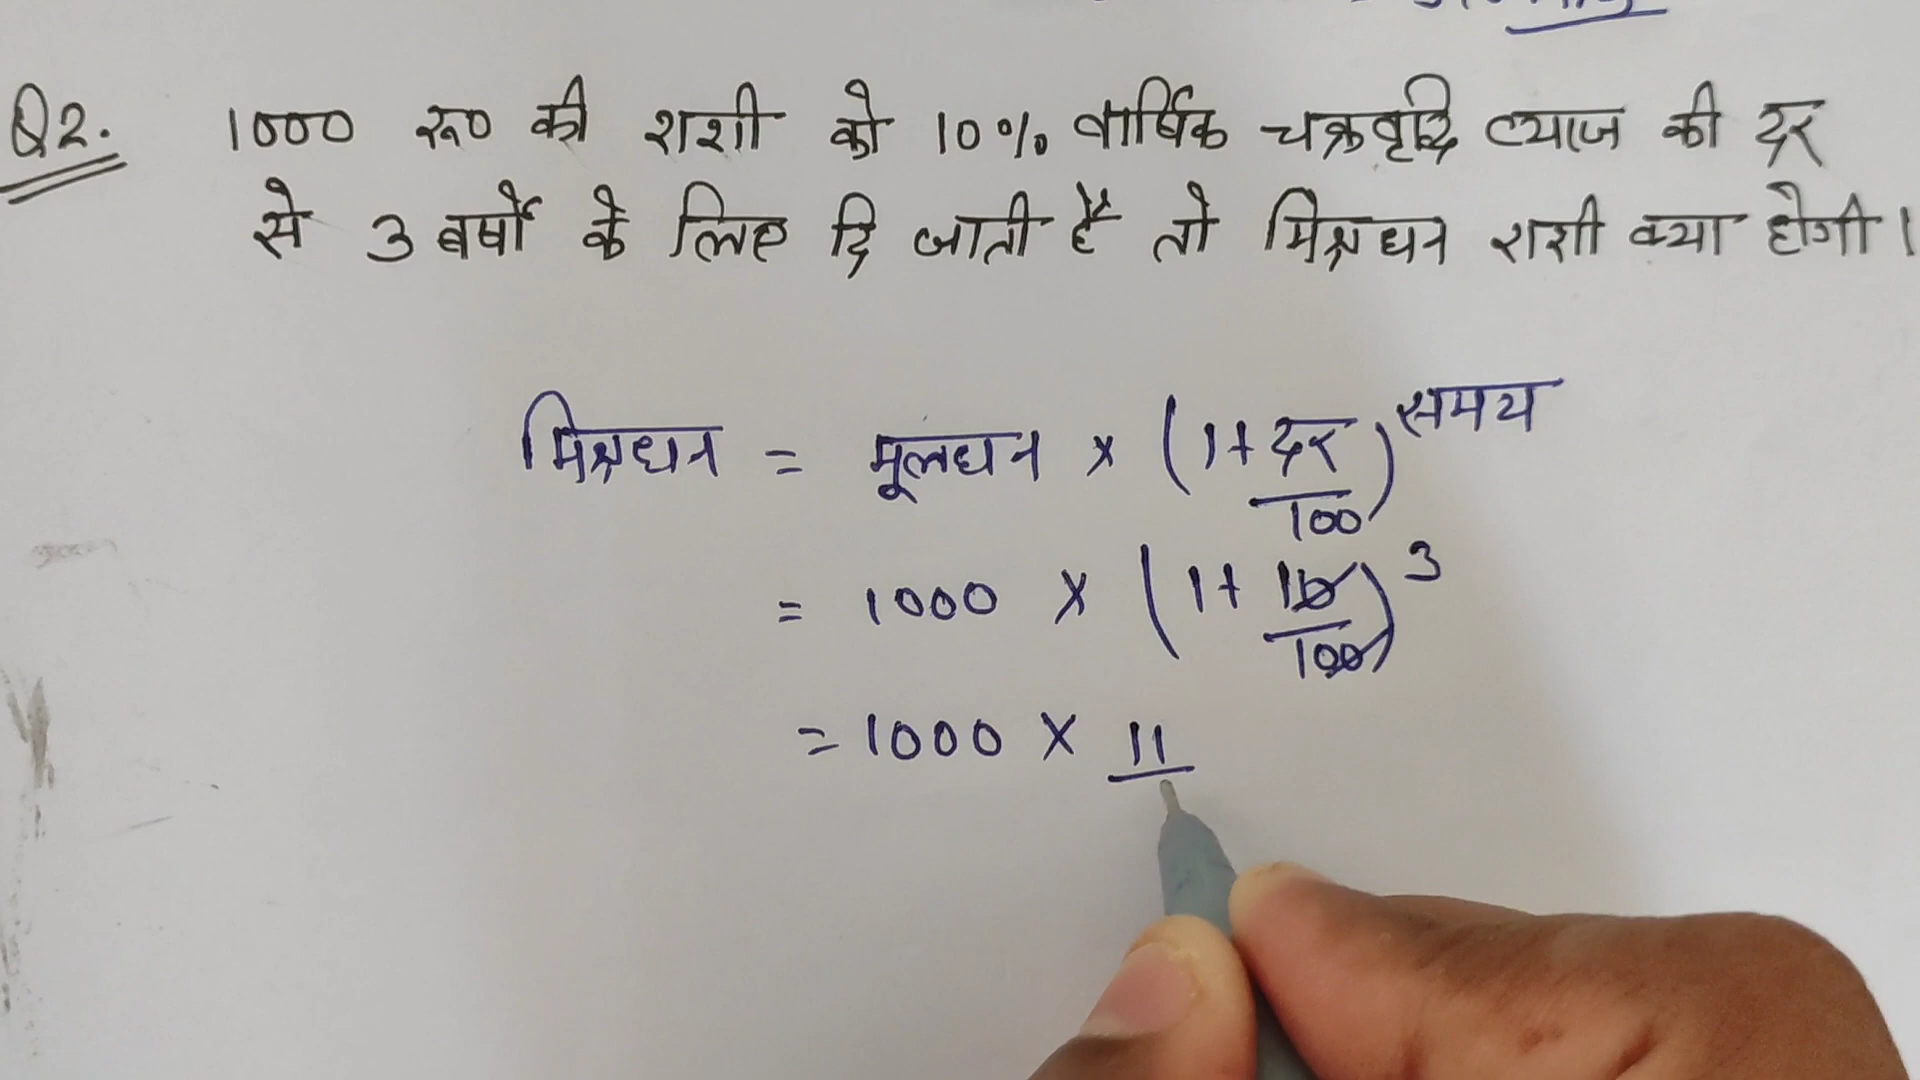 Q2. 1000 रू० की राशी को 10% वार्षिक चक्रवृद्धि ब्याज की दर
से 3 वर्षों के लिए दि जाती है तो मिश्रधन राशी क्या होगी।
मिश्रधन = मूलधन × (1 + दर/100)^समय
= 1000 × (1 + 10/100)^3
= 1000 × 11